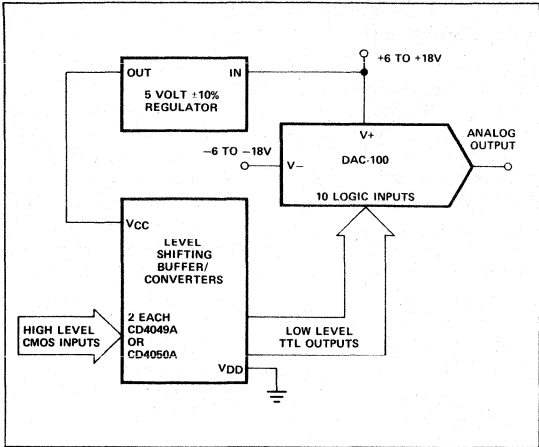 +6 TO +18V
OUT
IN
5 VOLT ±10%
REGULATOR
V+
ANALOG
OUTPUT
−6 TO −18V
V−
DAC-100
10 LOGIC INPUTS
VCC
LEVEL
SHIFTING
BUFFER/
CONVERTERS
HIGH LEVEL
CMOS INPUTS
2 EACH
CD4049A
OR
CD4050A
LOW LEVEL
TTL OUTPUTS
VDD